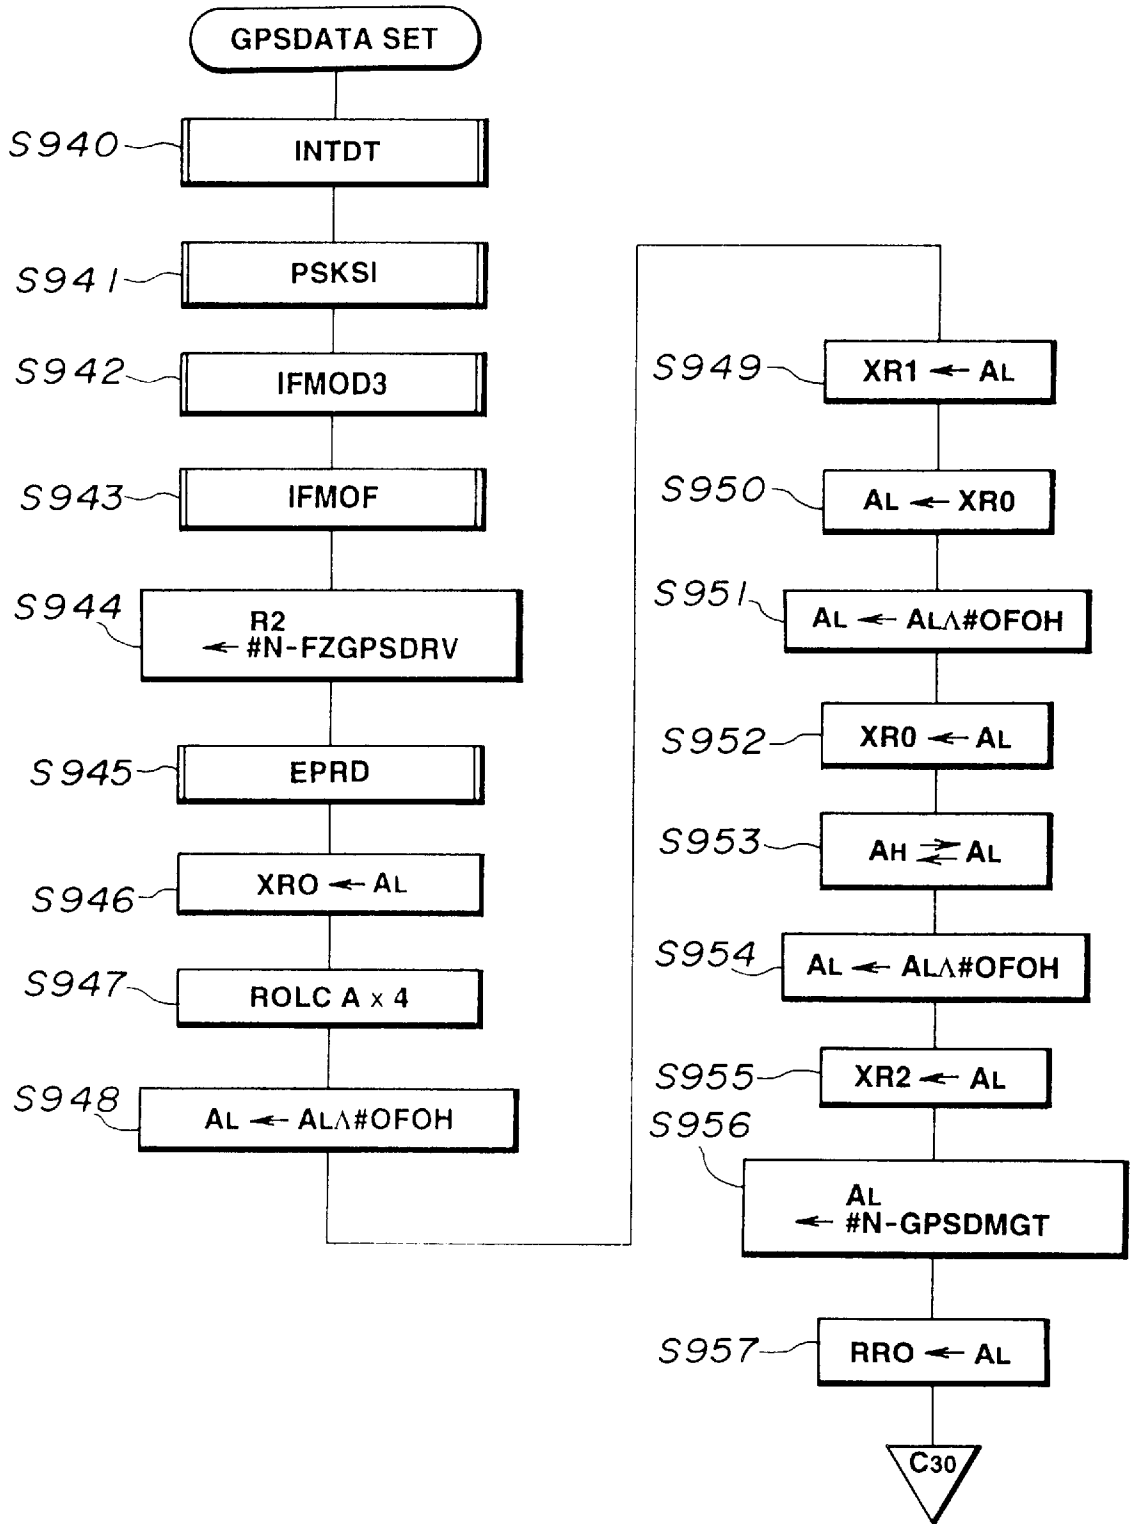 GPSDATA SET
S940
INTDT
S941
PSKSI
S942
IFMOD3
S943
IFMOF
S944
R2
← #N-FZGPSDRV
S945
EPRD
S946
XRO ← AL
S947
ROLC A × 4
S948
AL ← AL∧#OFOH
S949
XR1 ← AL
S950
AL ← XR0
S951
AL ← AL∧#OFOH
S952
XR0 ← AL
S953
AH ⇄ AL
S954
AL ← AL∧#OFOH
S955
XR2 ← AL
S956
AL
← #N-GPSDMGT
S957
RRO ← AL
C30